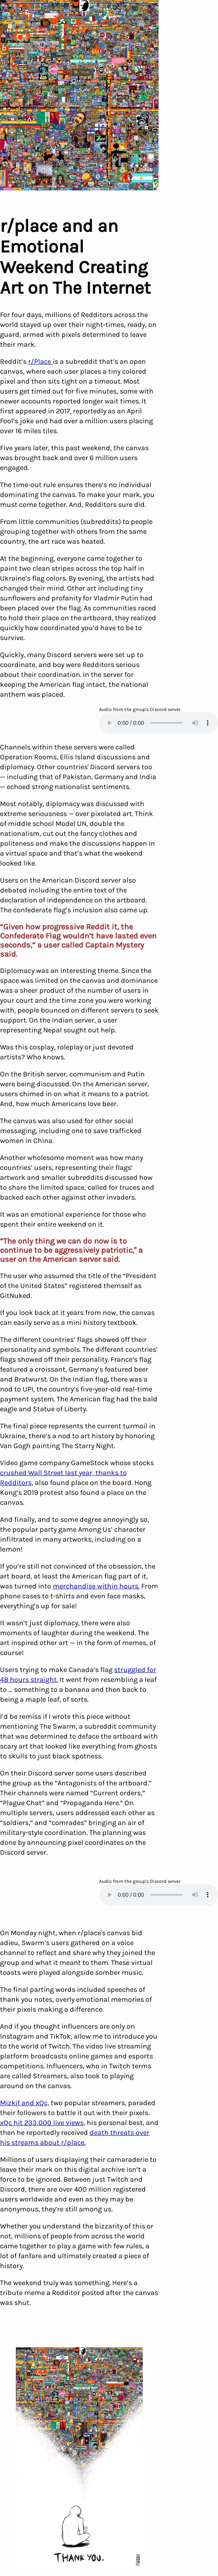 r/place and an
Emotional
Weekend Creating
Art on The Internet
For four days, millions of Redditors across the
world stayed up over their night-times, ready, on
guard, armed with pixels determined to leave
their mark.
Reddit's r/Place is a subreddit that's an open
canvas, where each user places a tiny colored
pixel and then sits tight on a timeout. Most
users get timed out for five minutes, some with
newer accounts reported longer wait times. It
first appeared in 2017, reportedly as an April
Fool's joke and had over a million users placing
over 16 miles tiles.
Five years later, this past weekend, the canvas
was brought back and over 6 million users
engaged.
The time-out rule ensures there's no individual
dominating the canvas. To make your mark, you
must come together. And, Redditors sure did.
From little communities (subreddits) to people
grouping together with others from the same
country, the art race was heated.
At the beginning, everyone came together to
paint two clean stripes across the top half in
Ukraine's flag colors. By evening, the artists had
changed their mind. Other art including tiny
sunflowers and profanity for Vladmir Putin had
been placed over the flag. As communities raced
to hold their place on the artboard, they realized
quickly how coordinated you'd have to be to
survive.
Quickly, many Discord servers were set up to
coordinate, and boy were Redditors serious
about their coordination. In the server for
keeping the American flag intact, the national
anthem was placed.
Audio from the group's Discord server
0:00 / 0:00
Channels within these servers were called
Operation Rooms, Ellis Island discussions and
diplomacy. Other countries' Discord servers too
— including that of Pakistan, Germany and India
— echoed strong nationalist sentiments.
Most notably, diplomacy was discussed with
extreme seriousness — over pixelated art. Think
of middle school Model UN, double the
nationalism, cut out the fancy clothes and
politeness and make the discussions happen in
a virtual space and that's what the weekend
looked like.
Users on the American Discord server also
debated including the entire text of the
declaration of independence on the artboard.
The confederate flag's inclusion also came up.
"Given how progressive Reddit it, the
Confederate Flag wouldn't have lasted even
seconds," a user called Captain Mystery
said.
Diplomacy was an interesting theme. Since the
space was limited on the canvas and dominance
was a sheer product of the number of users in
your court and the timeouts you were working
with, people bounced on different servers to seek
support. On the Indian server, a user
representing Nepal sought out help.
Was this cosplay, roleplay or just devoted
artists? Who knows.
On the British server, communism and Putin
were being discussed. On the American server,
users chimed in on what it means to a patriot.
And, how much Americans love beer.
The canvas was also used for other social
messaging, including one to save trafficked
women in China.
Another wholesome moment was how many
countries' users, representing their flags'
artwork and smaller subreddits discussed how
to share the limited space, called for truces and
backed each other against other invaders.
It was an emotional experience for those who
spent their entire weekend on it.
"The only thing we can do now is to
continue to be aggressively patriotic," a
user on the American server said.
The user who assumed the title of the "President
of the United States" registered themself as
GitNuked.
If you look back at it years from now, the canvas
can easily serve as a mini history textbook.
The different countries' flags showed off their
personality and symbols. The different countries'
flags showed off their personality. France's flag
featured a croissant, Germany's featured beer
and Bratwurst. On the Indian flag, there was a
nod to UPI, the country's five-year-old real-time
payment system. The American flag had the bald
eagle and Statue of Liberty.
The final piece represents the current turmoil in
Ukraine, there's a nod to art history by honoring
Van Gogh painting The Starry Night.
Video game company GameStop, whose stocks
crushed Wall Street last year, thanks to
Redditors, also found place on the board. Hong
Kong's 2019 protest also found a place on the
canvas.
And finally, and to some degree annoyingly so,
the popular party game Among Us' character
infiltrated in many artworks, including on a
lemon!
If you're still not convinced of the obsession, the
art board, at least the American flag part of it,
was turned into merchandise within hours. From
phone cases to t-shirts and even face masks,
everything's up for sale!
It wasn't just diplomacy, there were also
moments of laughter during the weekend. The
art inspired other art — in the form of memes, of
course!
Users trying to make Canada's flag struggled for
48 hours straight. It went from resembling a leaf
to … something to a banana and then back to
being a maple leaf, of sorts.
I'd be remiss if I wrote this piece without
mentioning The Swarm, a subreddit community
that was determined to deface the artboard with
scary art that looked like everything from ghosts
to skulls to just black spotness.
On their Discord server some users described
the group as the "Antagonists of the artboard."
Their channels were named "Current orders,"
"Plague Chat" and "Propaganda Here." On
multiple servers, users addressed each other as
"soldiers," and "comrades" bringing an air of
military-style coordination. The planning was
done by announcing pixel coordinates on the
Discord server.
Audio from the group's Discord server
0:00 / 0:00
On Monday night, when r/place's canvas bid
adieu, Swarm's users gathered on a voice
channel to reflect and share why they joined the
group and what it meant to them. These virtual
toasts were played alongside somber music.
The final parting words included speeches of
thank you notes, overly emotional memories of
their pixels making a difference.
And if you thought influencers are only on
Instagram and TikTok, allow me to introduce you
to the world of Twitch. The video live streaming
platform broadcasts online games and esports
competitions. Influencers, who in Twitch terms
are called Streamers, also took to playing
around on the canvas.
Mizkif and xQc, two popular streamers, paraded
their followers to battle it out with their pixels.
xQc hit 233,000 live views, his personal best, and
then he reportedly received death threats over
his streams about r/place.
Millions of users displaying their camaraderie to
leave their mark on this digital archive isn't a
force to be ignored. Between just Twitch and
Discord, there are over 400 million registered
users worldwide and even as they may be
anonymous, they're still among us.
Whether you understand the bizzarity of this or
not, millions of people from across the world
came together to play a game with few rules, a
lot of fanfare and ultimately created a piece of
history.
The weekend truly was something. Here's a
tribute meme a Redditor posted after the canvas
was shut.
THANK YOU.